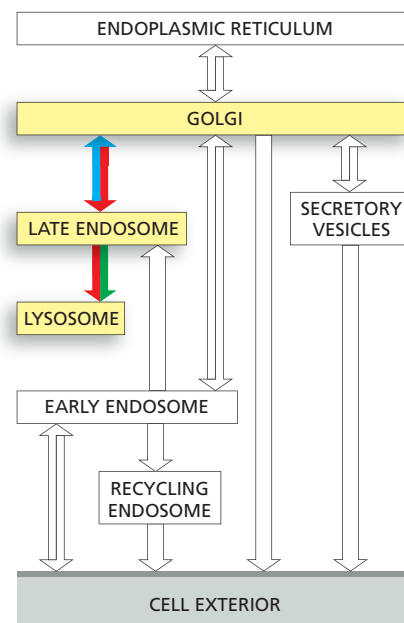 ENDOPLASMIC RETICULUM
GOLGI
LATE ENDOSOME
SECRETORY
VESICLES
LYSOSOME
EARLY ENDOSOME
RECYCLING
ENDOSOME
CELL EXTERIOR